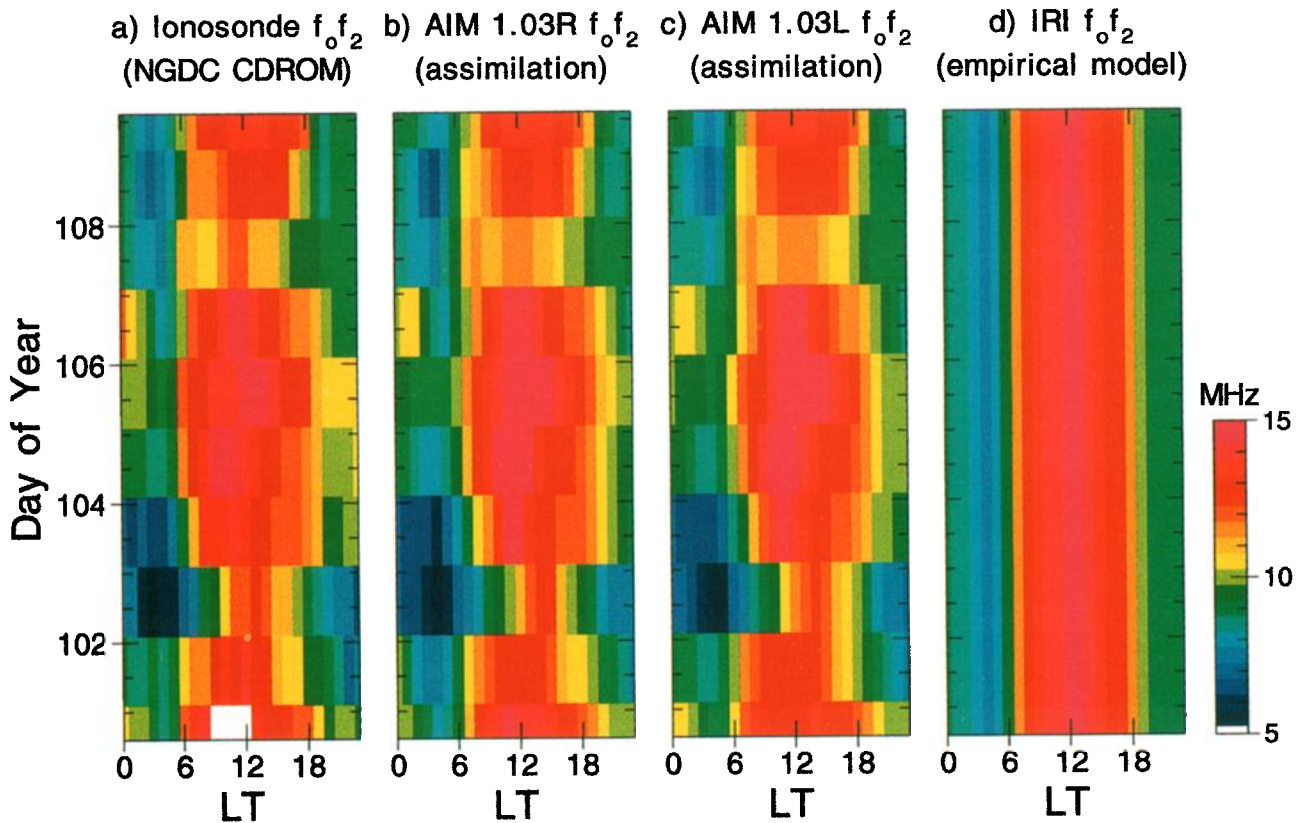 a) Ionosonde fof2
(NGDC CDROM)
b) AIM 1.03R fof2
(assimilation)
c) AIM 1.03L fof2
(assimilation)
d) IRI fof2
(empirical model)
Day of Year
108
106
104
102
0 6 12 18
LT
0 6 12 18
LT
0 6 12 18
LT
0 6 12 18
LT
MHz
15
10
5